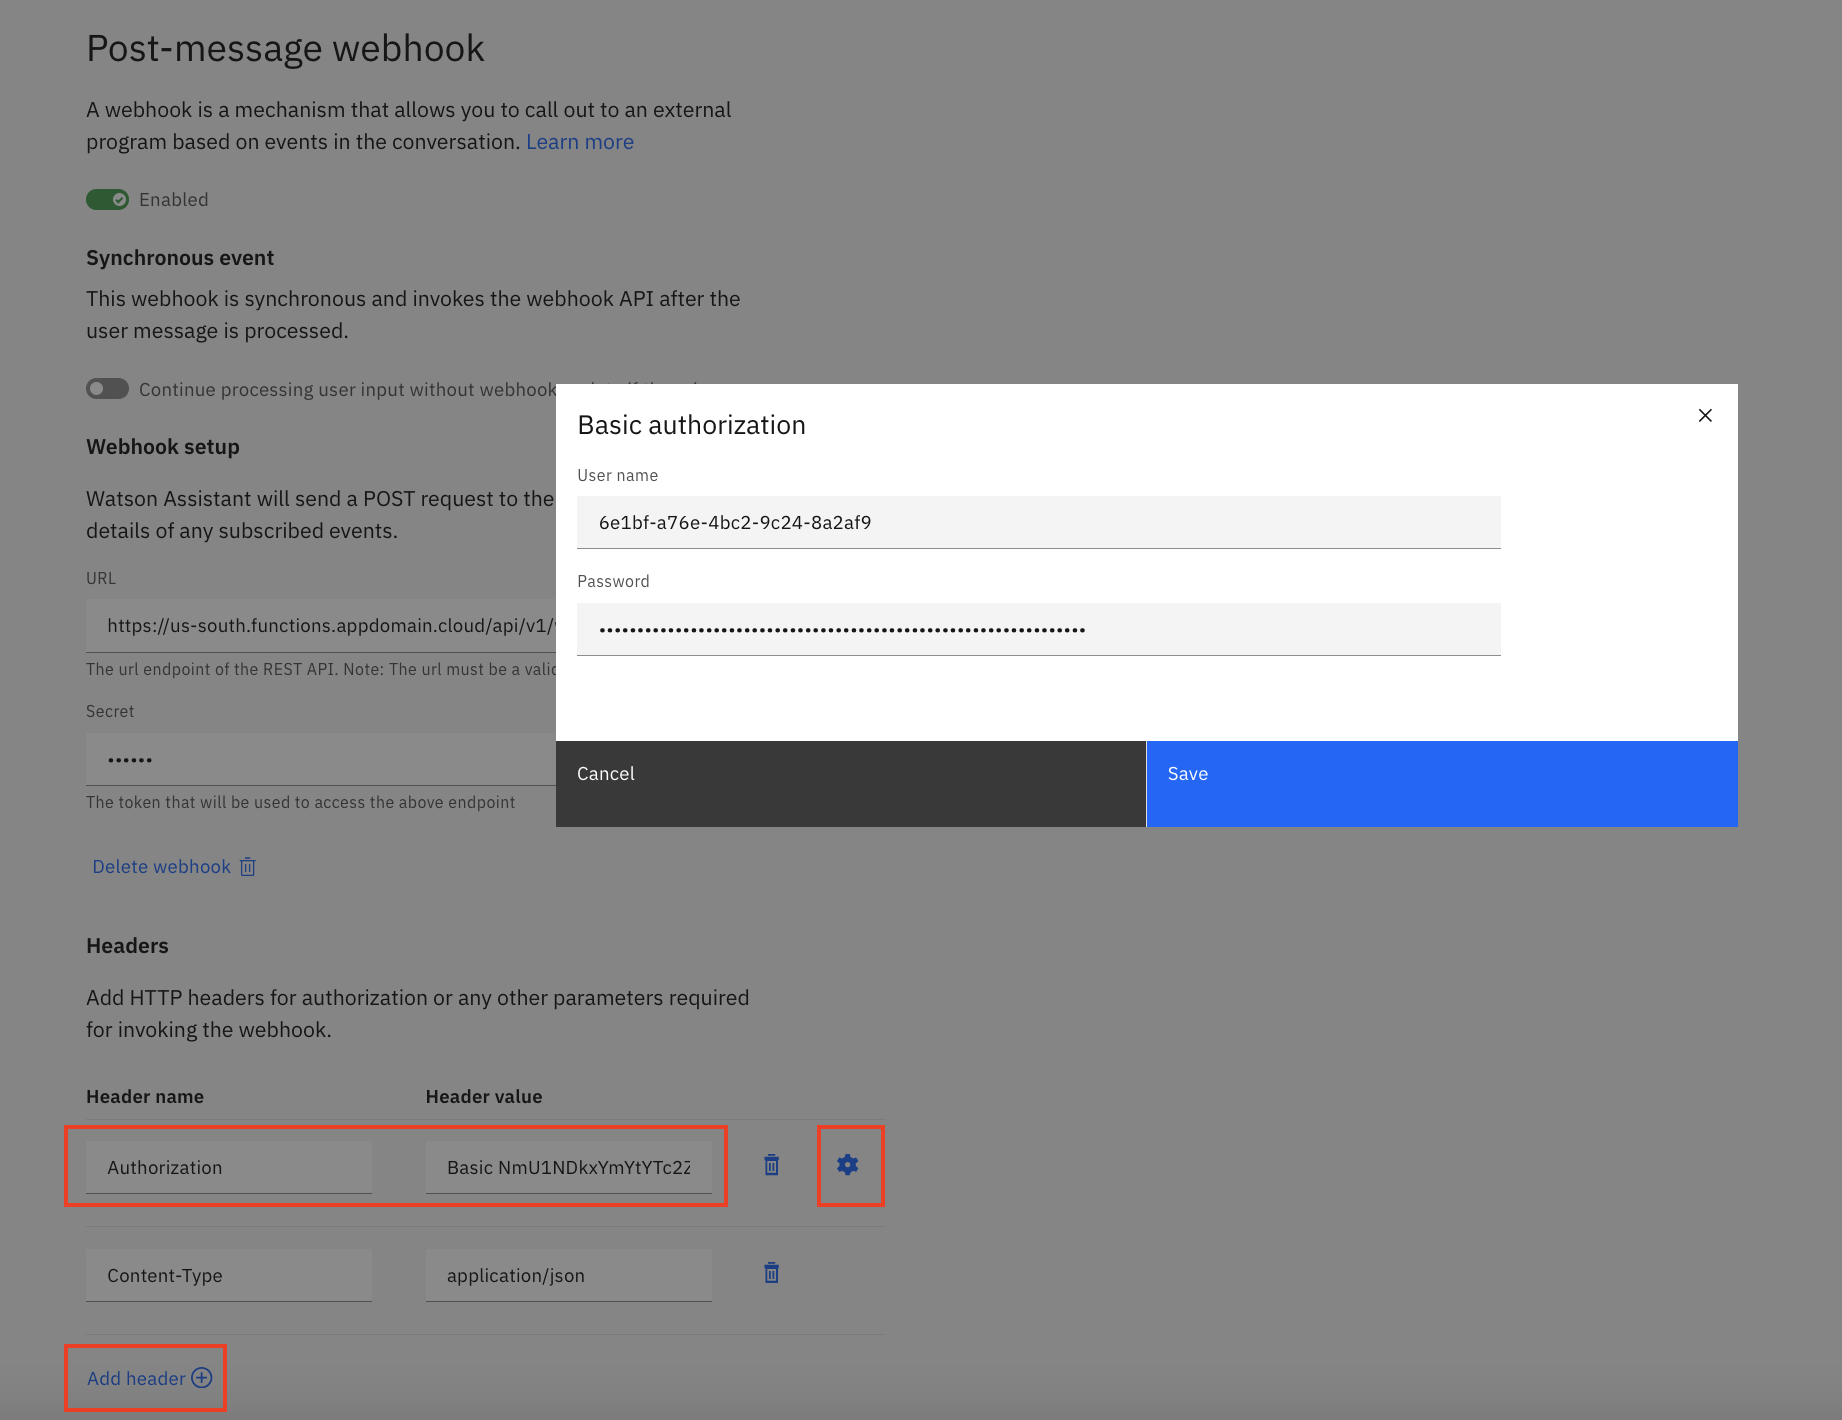 Post-message webhook
A webhook is a mechanism that allows you to call out to an external
program based on events in the conversation. Learn more
Enabled
Synchronous event
This webhook is synchronous and invokes the webhook API after the
user message is processed.
Continue processing user input without webhook
Webhook setup
Watson Assistant will send a POST request to the
details of any subscribed events.
URL
https://us-south.functions.appdomain.cloud/api/v1/
The url endpoint of the REST API. Note: The url must be a valid
Secret
••••••
The token that will be used to access the above endpoint
Delete webhook
Basic authorization
User name
6e1bf-a76e-4bc2-9c24-8a2af9
Password
••••••••••••••••••••••••••••••••••••••••••••••••••••••••••••••••
Cancel
Save
Headers
Add HTTP headers for authorization or any other parameters required
for invoking the webhook.
Header name
Header value
Authorization
Basic NmU1NDkxYmYtYTc2Z
Content-Type
application/json
Add header